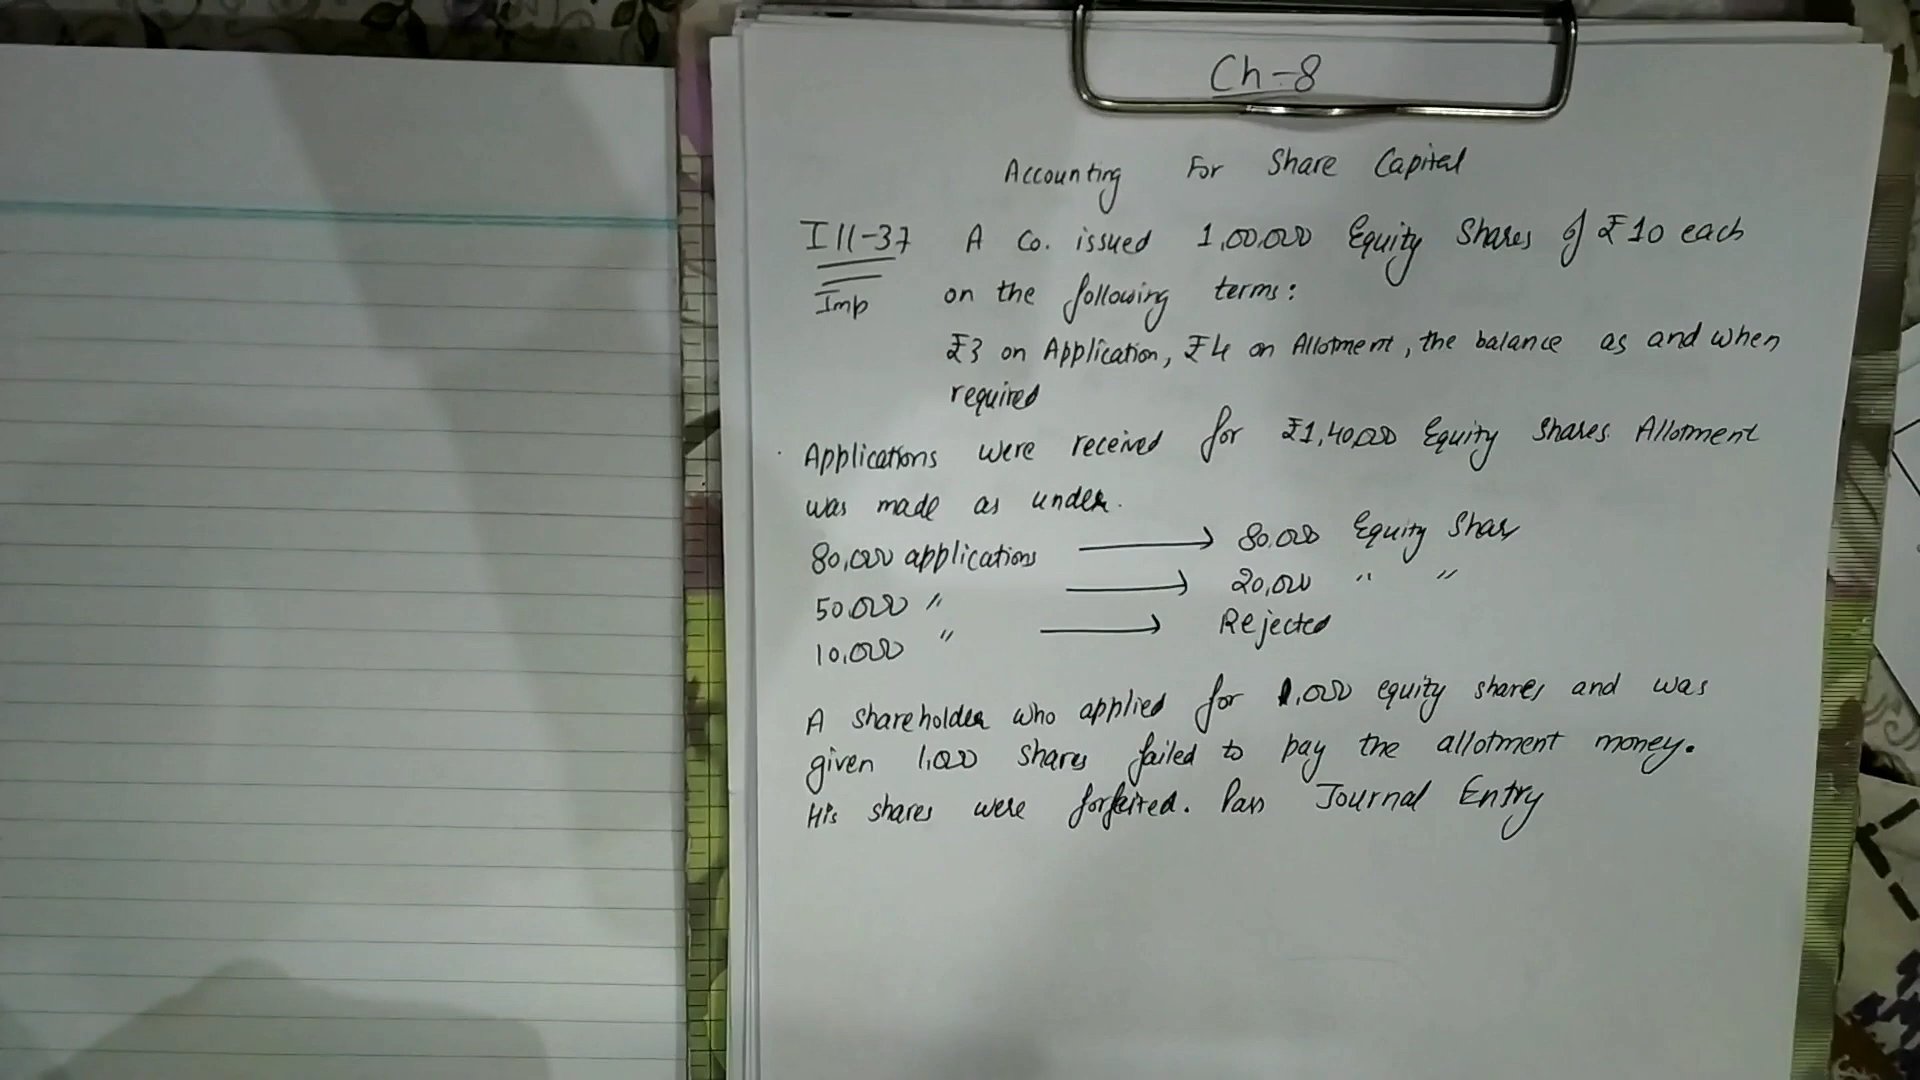 Ch-8
Accounting For Share Capital
Ill-37 A Co. issued 1,00,000 Equity Shares of ₹10 each
Imp on the following terms:
₹3 on Application, ₹4 on Allotment, the balance as and when
required
Applications were received for ₹1,40,000 Equity Shares. Allotment
was made as under.
80,000 applications → 80,000 Equity Shares
50,000 " → 20,000 " "
10,000 " → Rejected
A shareholder who applied for 1,000 equity shares and was
given 1,000 shares failed to pay the allotment money.
His shares were forfeited. Pass Journal Entry